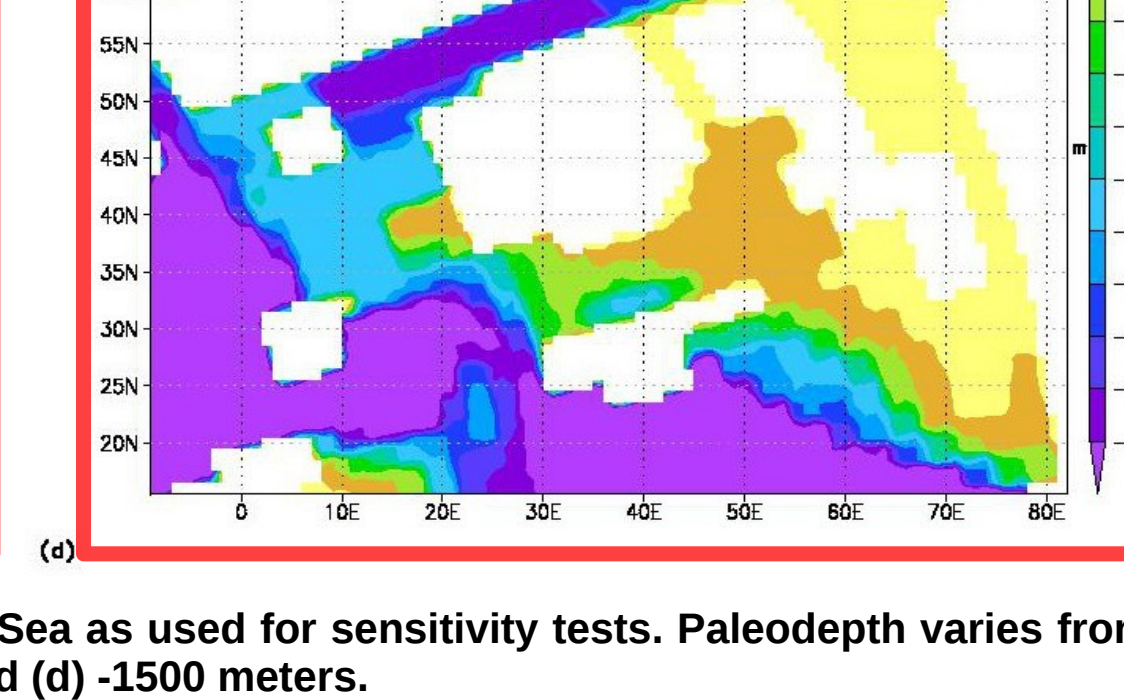 55N
50N
45N
40N
35N
30N
25N
20N
m
0 10E 20E 30E 40E 50E 60E 70E 80E
(d)
Sea as used for sensitivity tests. Paleodepth varies fror
d (d) -1500 meters.